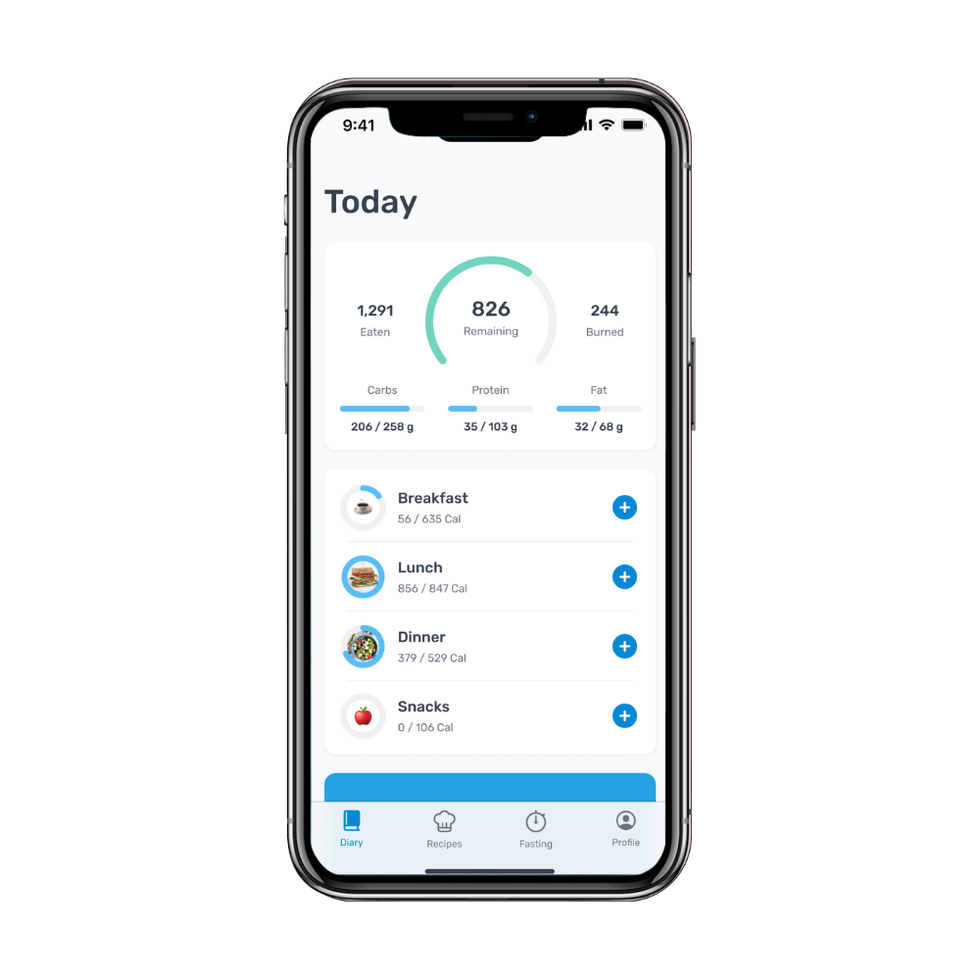 9:41
Today
1,291
Eaten
826
Remaining
244
Burned
Carbs
Protein
Fat
206 / 258 g
35 / 103 g
32 / 68 g
Breakfast
56 / 635 Cal
Lunch
856 / 847 Cal
Dinner
379 / 529 Cal
Snacks
0 / 106 Cal
Diary
Recipes
Fasting
Profile